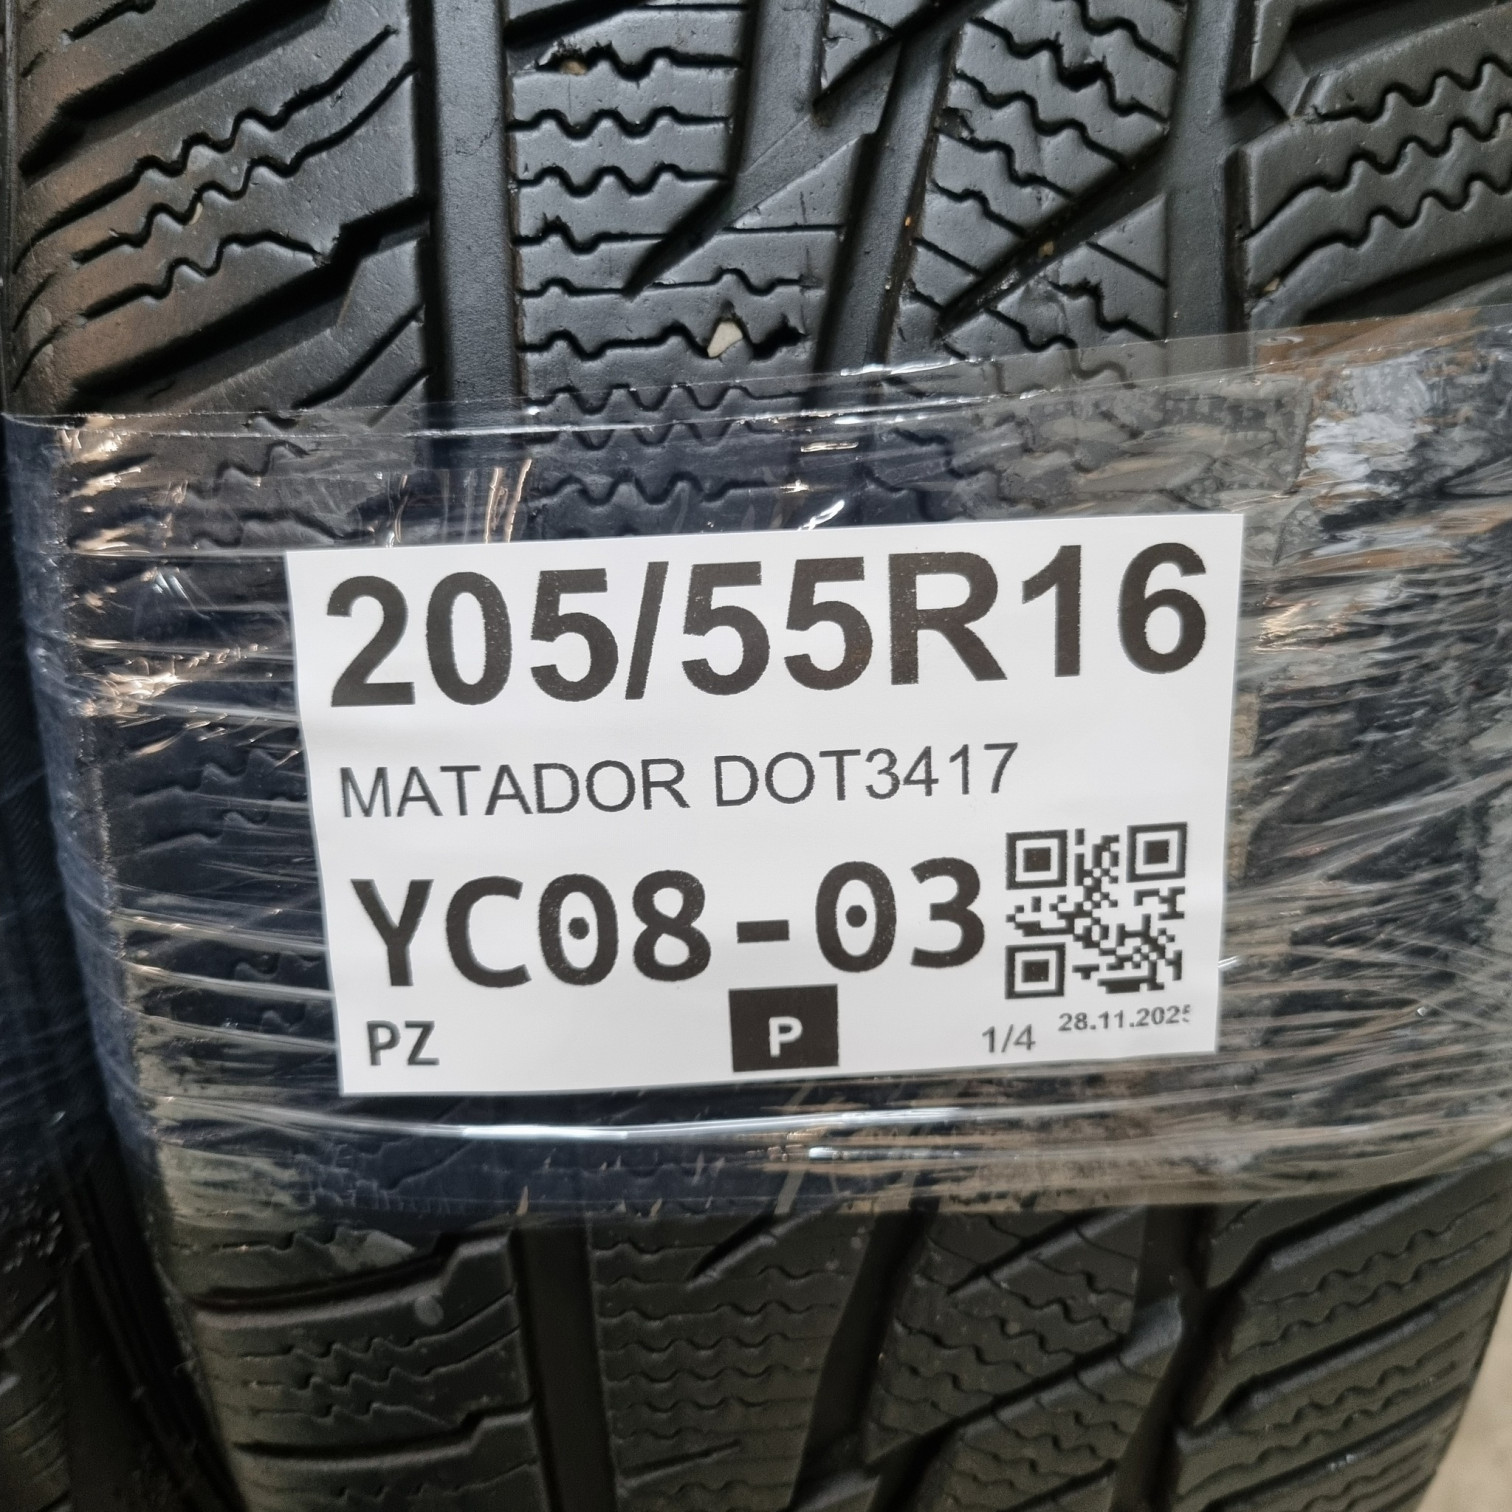 205/55R16
MATADOR DOT3417
YC08-03
PZ P 1/4 28.11.2025